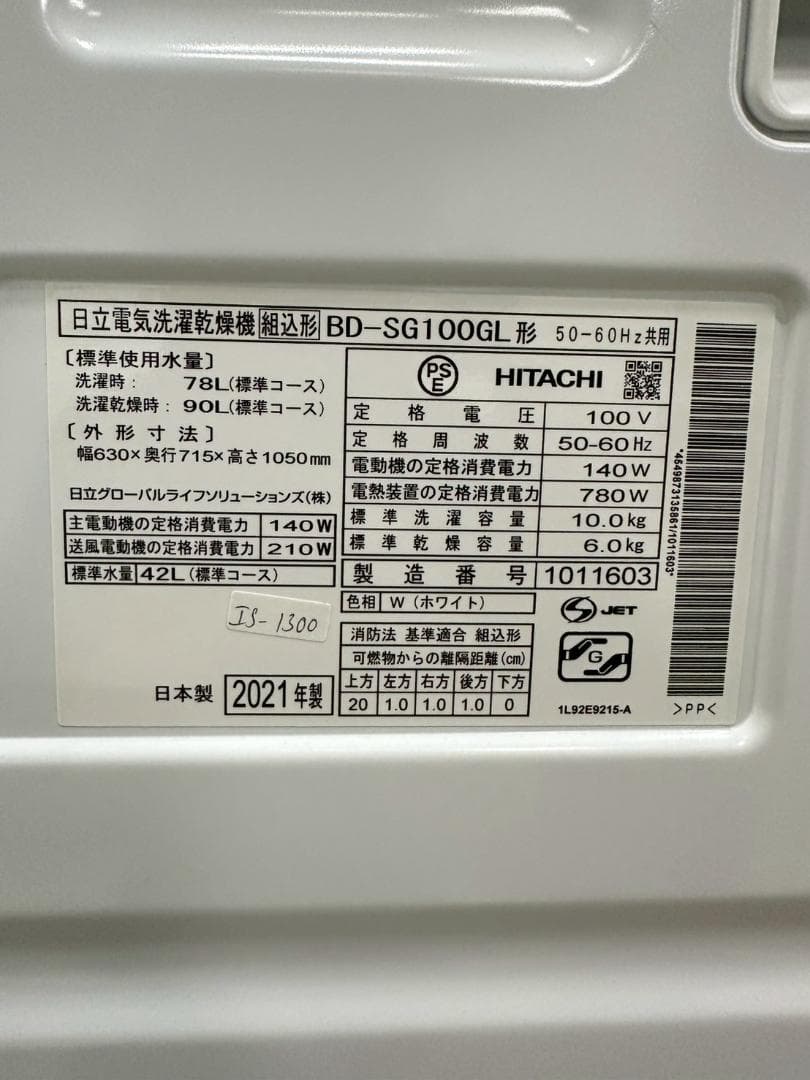 日立電気洗濯乾燥機 組込形 BD-SG100GL形 50-60Hz共用
〔標準使用水量〕
洗濯時： 78L(標準コース)
洗濯乾燥時： 90L(標準コース)
〔外形寸法〕
幅630×奥行715×高さ1050mm
日立グローバルライフソリューションズ(株)
主電動機の定格消費電力 140W
送風電動機の定格消費電力 210W
標準水量 42L(標準コース)
IS-1300
日本製 2021年製
PS E HITACHI
定格電圧 100V
定格周波数 50-60Hz
電動機の定格消費電力 140W
電熱装置の定格消費電力 780W
標準洗濯容量 10.0kg
標準乾燥容量 6.0kg
製造番号 1011603
色相 W(ホワイト)
消防法 基準適合 組込形
可燃物からの離隔距離(cm)
上方 左方 右方 後方 下方
20 1.0 1.0 1.0 0
S JET
G
1L92E9215-A
*4549873135861/1011603*
>PP<